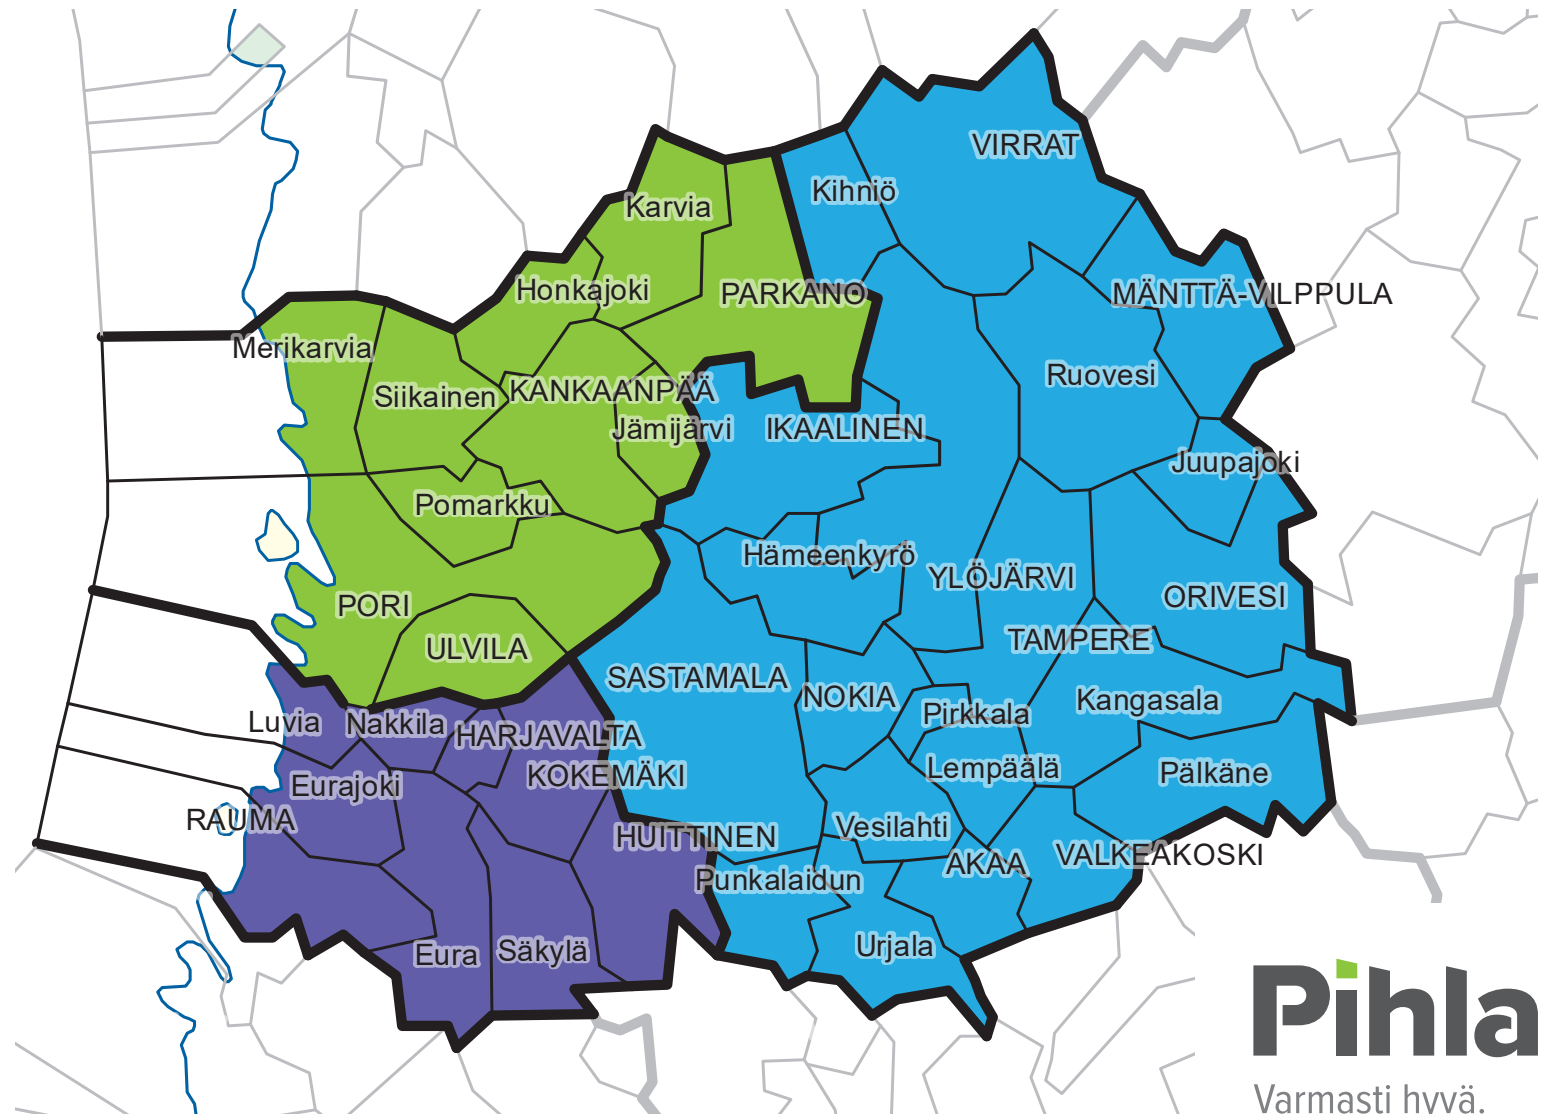 VIRRAT
Kihniö
Karvia
Honkajoki
PARKANO
MÄNTTÄ-VILPPULA
Merikarvia
Siikainen
KANKAANPÄÄ
Ruovesi
Jämijärvi
IKAALINEN
Juupajoki
Pomarkku
Hämeenkyrö
YLÖJÄRVI
PORI
ORIVESI
ULVILA
TAMPERE
SASTAMALA
NOKIA
Pirkkala
Kangasala
Luvia
Nakkila
HARJAVALTA
KOKEMÄKI
Lempäälä
Pälkäne
Eurajoki
RAUMA
HUITTINEN
Vesilahti
AKAA
VALKEAKOSKI
Punkalaidun
Eura
Säkylä
Urjala
Pihla
Varmasti hyvä.